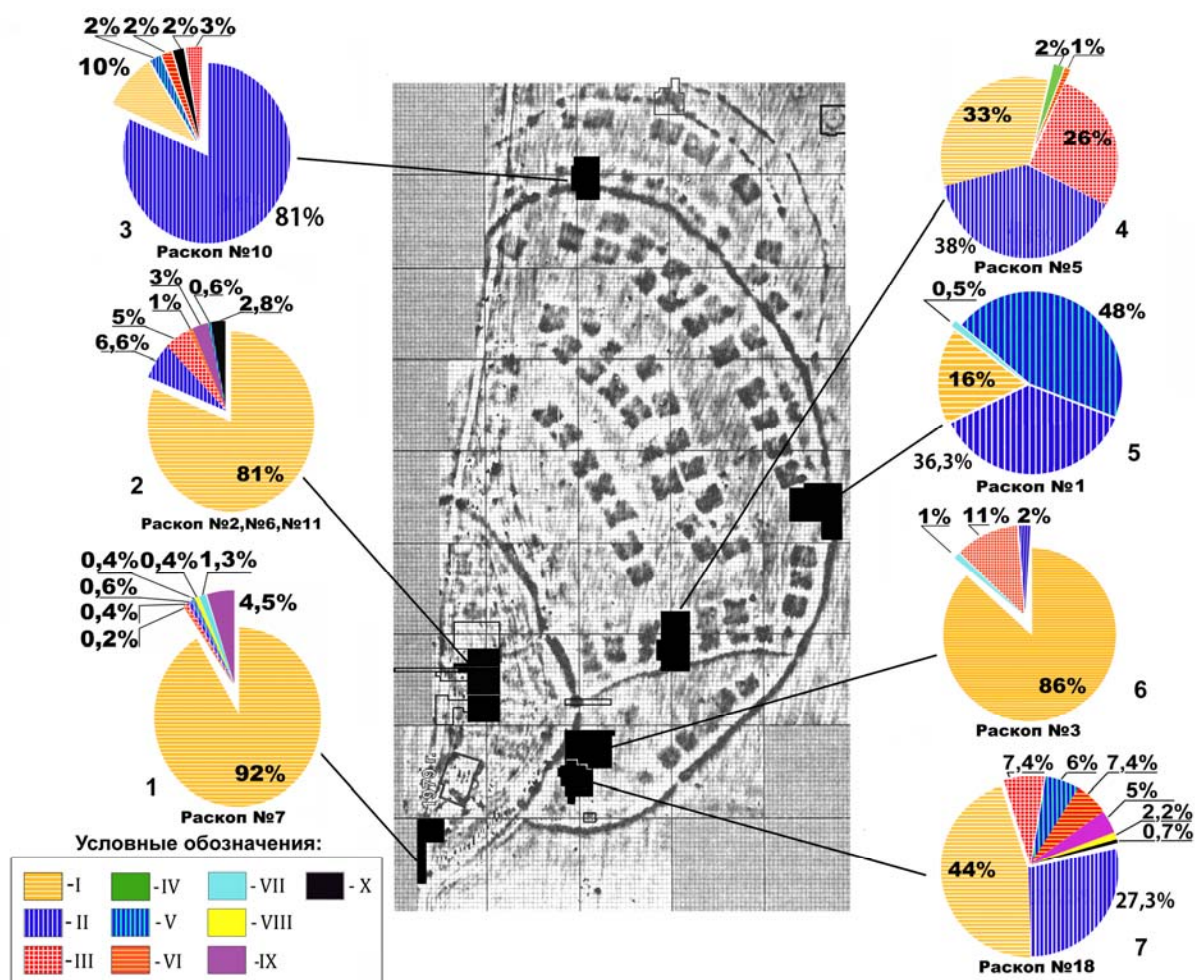 2% 2% 2% 3%
10%
81%
3
Раскоп №10
3% 0,6%
1% 2,8%
5%
6,6%
81%
2
Раскоп №2,№6,№11
0,4% 0,4% 1,3%
0,6%
0,4%
0,2%
4,5%
92%
1
Раскоп №7
Условные обозначения:
-I -IV -VII - X
- II - V - VIII
- III - VI -IX
1979 г.
2% 1%
33%
26%
38%
4
Раскоп №5
0,5%
48%
16%
36,3%
5
Раскоп №1
1% 11% 2%
86%
6
Раскоп №3
7,4% 6% 7,4%
5%
2,2%
0,7%
44%
27,3%
7
Раскоп №18